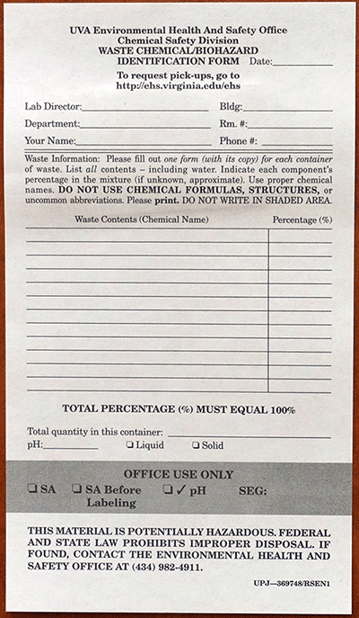 UVA Environmental Health And Safety Office
Chemical Safety Division
WASTE CHEMICAL/BIOHAZARD
IDENTIFICATION FORM Date:
To request pick-ups, go to
http://ehs.virginia.edu/ehs
Lab Director: Bldg:
Department: Rm. #:
Your Name: Phone #:
Waste Information: Please fill out one form (with its copy) for each container
of waste. List all contents – including water. Indicate each component's
percentage in the mixture (if unknown, approximate). Use proper chemical
names. DO NOT USE CHEMICAL FORMULAS, STRUCTURES, or
uncommon abbreviations. Please print. DO NOT WRITE IN SHADED AREA.
Waste Contents (Chemical Name) Percentage (%)
TOTAL PERCENTAGE (%) MUST EQUAL 100%
Total quantity in this container:
pH: ❏ Liquid ❏ Solid
OFFICE USE ONLY
❏ SA ❏ SA Before ❏ ✓ pH SEG:
Labeling
THIS MATERIAL IS POTENTIALLY HAZARDOUS. FEDERAL
AND STATE LAW PROHIBITS IMPROPER DISPOSAL. IF
FOUND, CONTACT THE ENVIRONMENTAL HEALTH AND
SAFETY OFFICE AT (434) 982-4911.
UPJ—369748/RSEN1